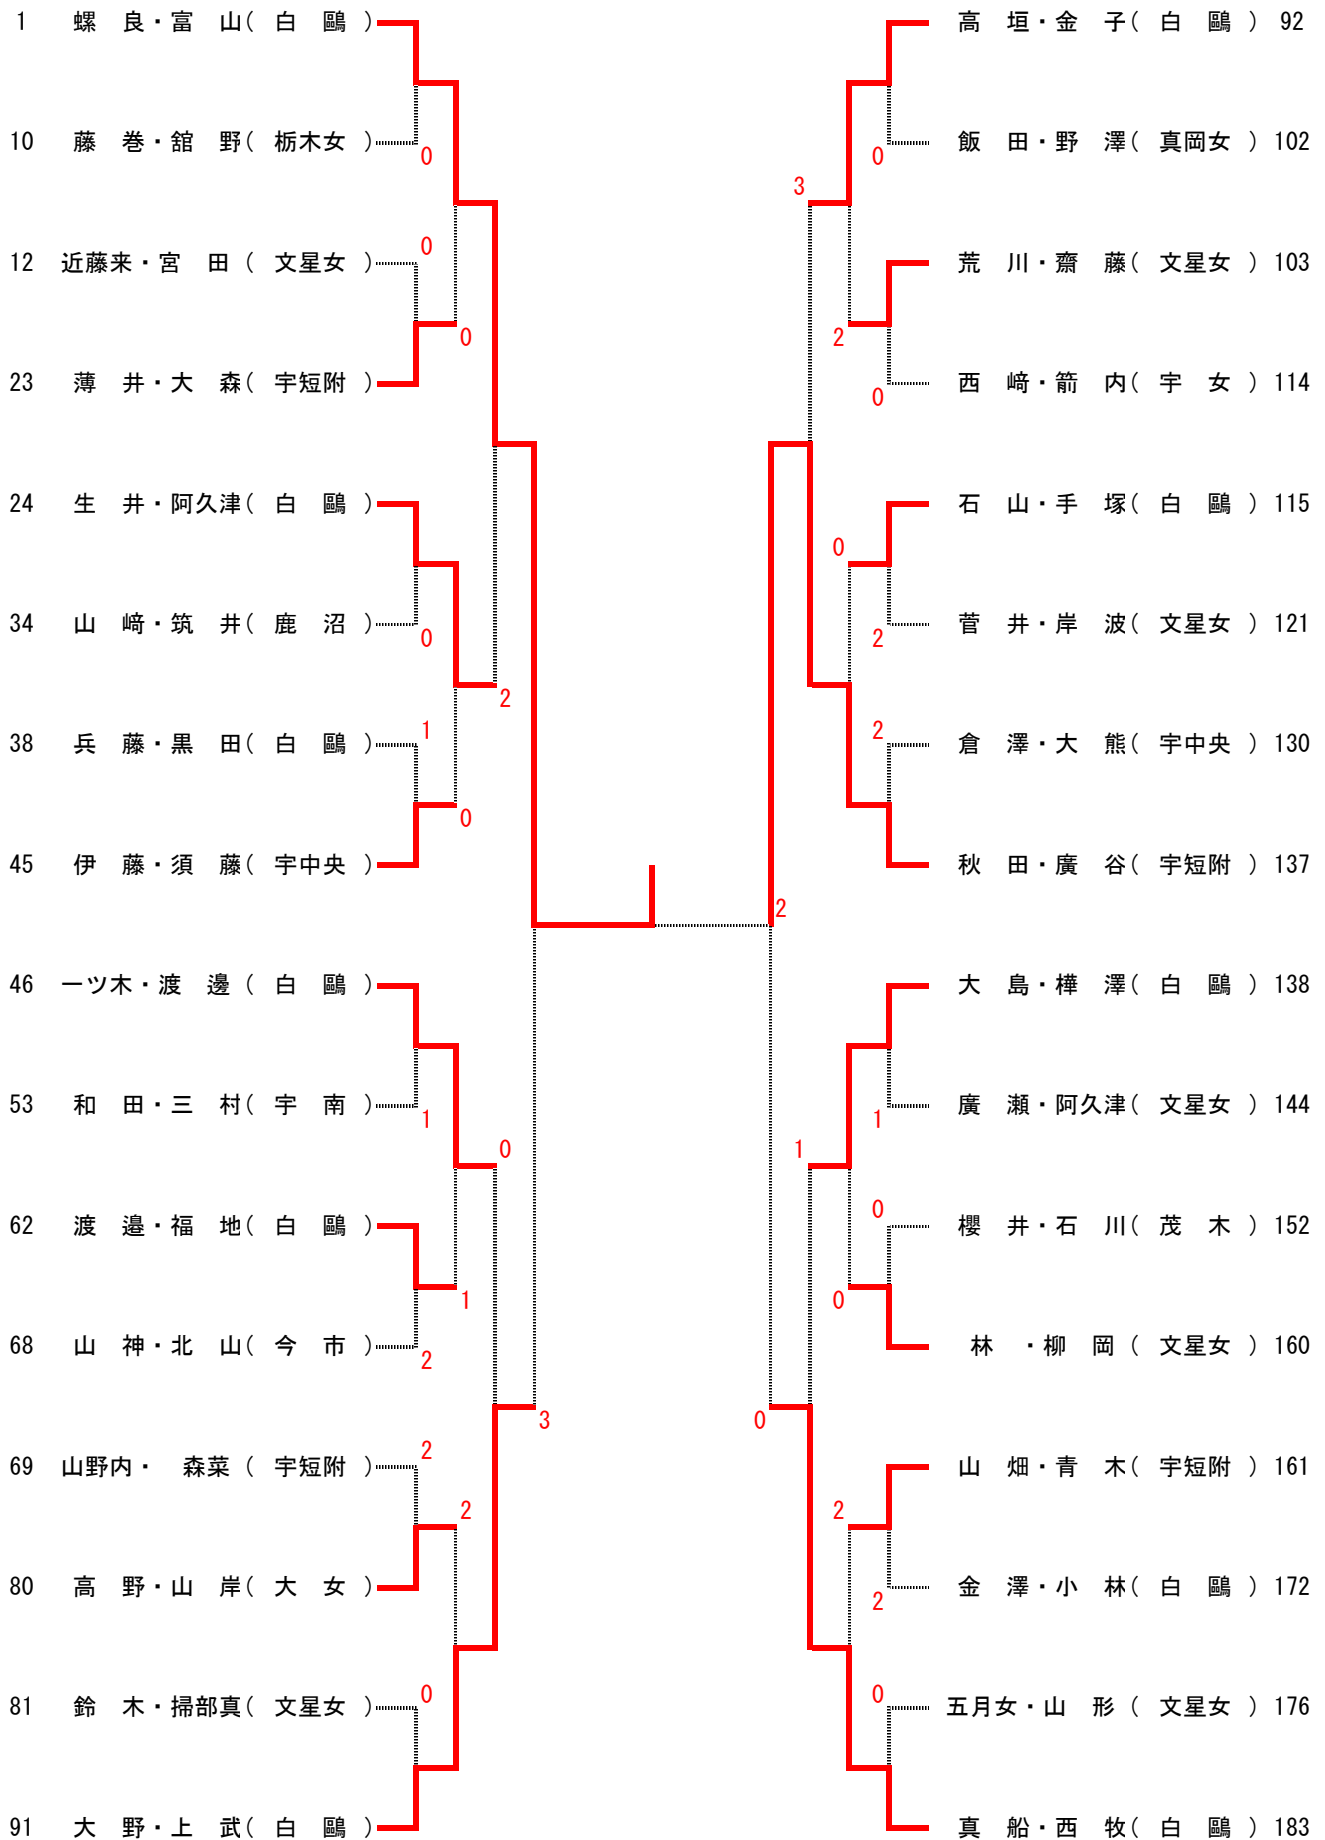 1 螺 良・富 山( 白 鷗 )
0
10 藤 巻・舘 野( 栃木女 )
0
12 近藤来・宮 田 ( 文星女 )
0
23 薄 井・大 森( 宇短附 )
24 生 井・阿久津( 白 鷗 )
0
34 山 﨑・筑 井( 鹿 沼 )
2
1
38 兵 藤・黒 田( 白 鷗 )
0
45 伊 藤・須 藤( 宇中央 )
46 一ツ木・渡 邊 ( 白 鷗 )
53 和 田・三 村( 宇 南 )
1
0
62 渡 邉・福 地( 白 鷗 )
1
68 山 神・北 山( 今 市 )
2
3
2
69 山野内・ 森菜 ( 宇短附 )
2
80 高 野・山 岸( 大 女 )
0
81 鈴 木・掃部真( 文星女 )
91 大 野・上 武( 白 鷗 )
高 垣・金 子( 白 鷗 ) 92
飯 田・野 澤( 真岡女 ) 102
0
3
荒 川・齋 藤( 文星女 ) 103
2
西 﨑・箭 内( 宇 女 ) 114
0
石 山・手 塚( 白 鷗 ) 115
0
菅 井・岸 波( 文星女 ) 121
2
2
倉 澤・大 熊( 宇中央 ) 130
秋 田・廣 谷( 宇短附 ) 137
2
大 島・樺 澤( 白 鷗 ) 138
廣 瀬・阿久津( 文星女 ) 144
1
1
0
櫻 井・石 川( 茂 木 ) 152
0
林 ・柳 岡 ( 文星女 ) 160
0
山 畑・青 木( 宇短附 ) 161
2
金 澤・小 林( 白 鷗 ) 172
2
0
五月女・山 形 ( 文星女 ) 176
真 船・西 牧( 白 鷗 ) 183